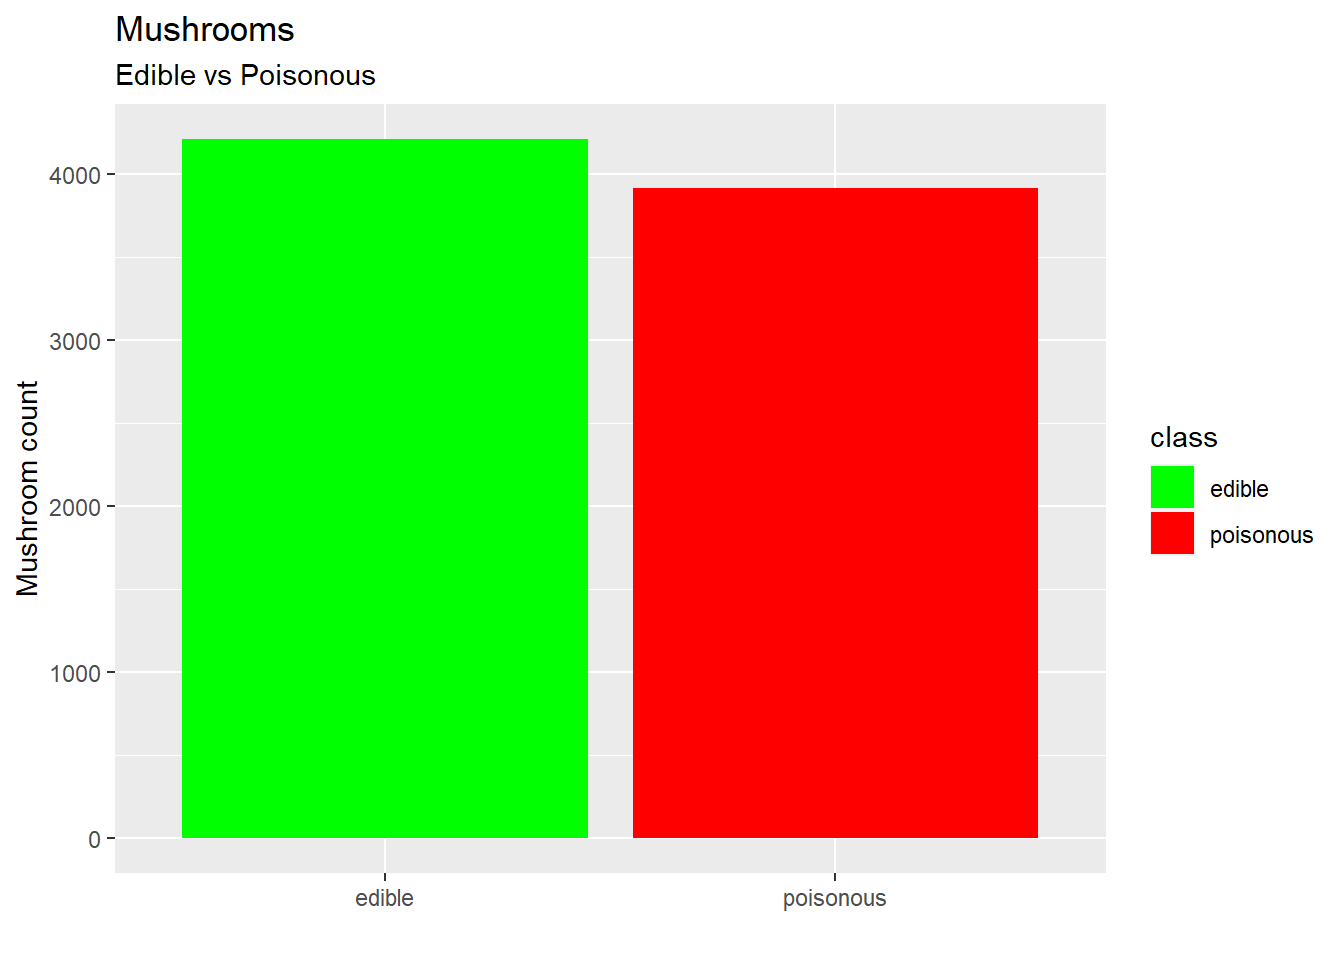 Mushrooms
Edible vs Poisonous
Mushroom count
4000
3000
2000
1000
0
edible
poisonous
class
edible
poisonous